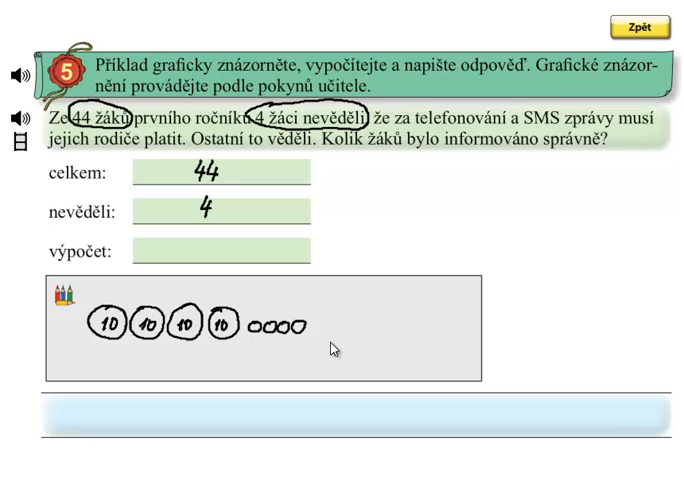 Zpět
5 Příklad graficky znázorněte, vypočítejte a napište odpověď. Grafické znázor-
nění provádějte podle pokynů učitele.
Ze 44 žáků prvního ročníku 4 žáci nevěděli, že za telefonování a SMS zprávy musí
jejich rodiče platit. Ostatní to věděli. Kolik žáků bylo informováno správně?
celkem: 44
nevěděli: 4
výpočet:
10 10 10 10